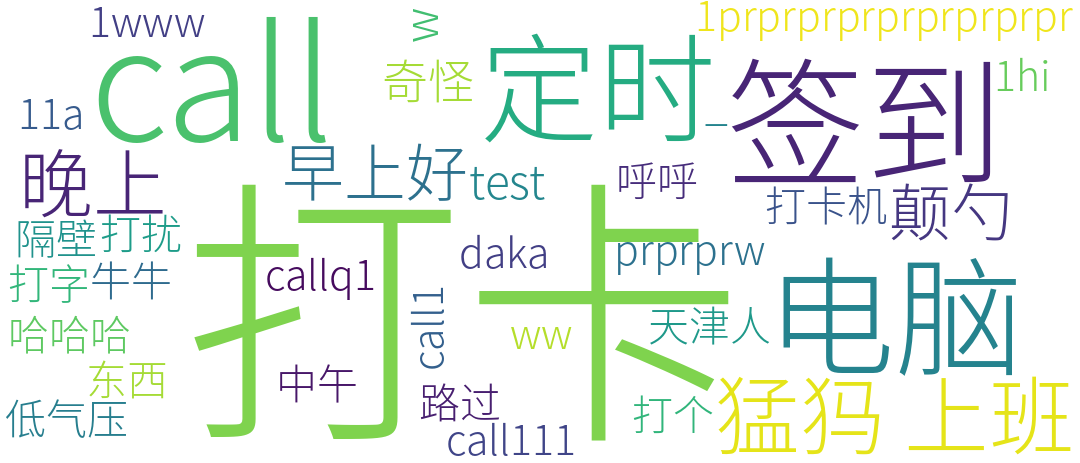 1www
w
1prprprprprprprprpr
call
奇怪
定时
签到
1hi
11a
_
晚上
早上好
test
呼呼
打卡机
颠勺
隔壁
打扰
打卡
daka
prprprw
打字
牛牛
callq1
call1
电脑
哈哈哈
ww
天津人
东西
中午
路过
打个
猛犸
上班
低气压
call111